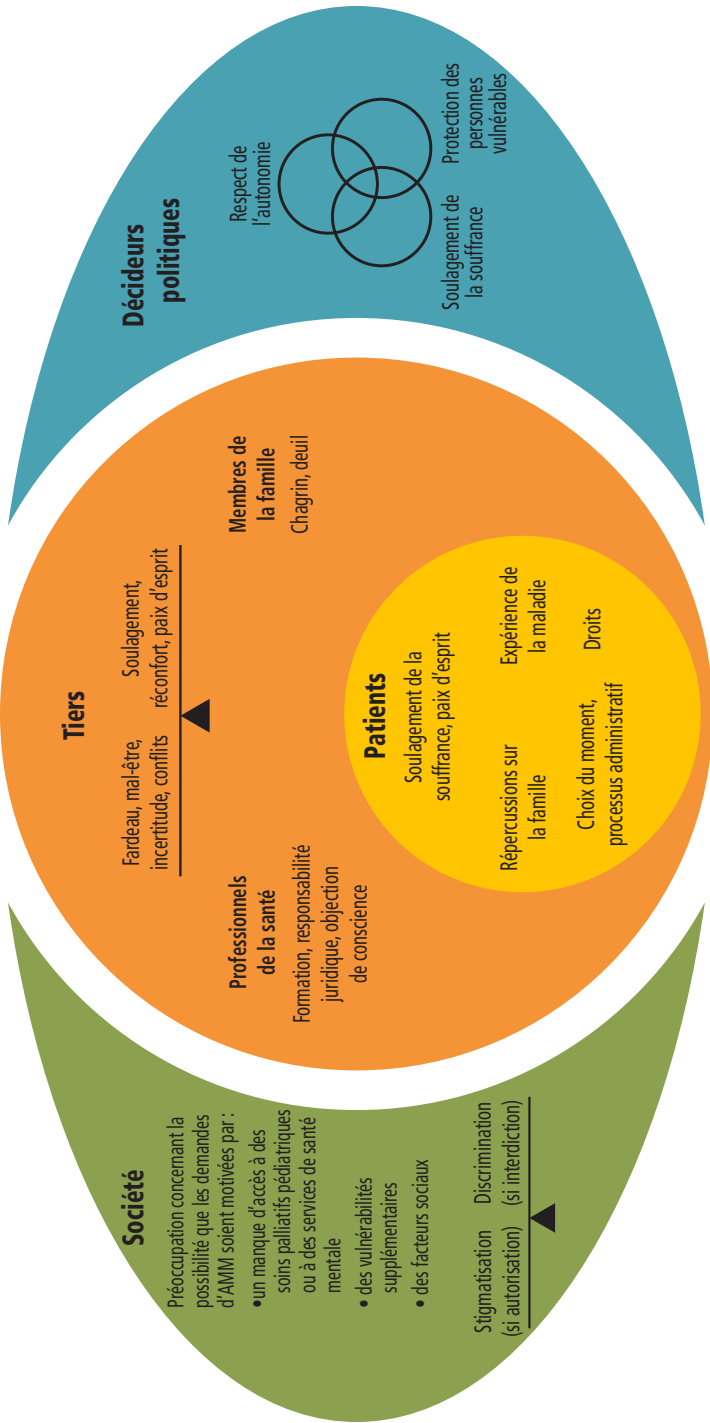 Société
Préoccupation concernant la
possibilité que les demandes
d'AMM soient motivées par :
•un manque d'accès à des
soins palliatifs pédiatriques
ou à des services de santé
mentale
• des vulnérabilités
supplémentaires
• des facteurs sociaux
Stigmatisation
(si autorisation)
Discrimination
(si interdiction)
Tiers
Fardeau, mal-être,
incertitude, conflits
Soulagement,
réconfort, paix d'esprit
Professionnels
de la santé
Formation, responsabilité
juridique, objection
de conscience
Membres de
la famille
Chagrin, deuil
Patients
Soulagement de la
souffrance, paix d'esprit
Répercussions sur
la famille
Expérience de
la maladie
Choix du moment,
processus administratif
Droits
Décideurs
politiques
Respect de
l'autonomie
Soulagement de
la souffrance
Protection des
personnes
vulnérables